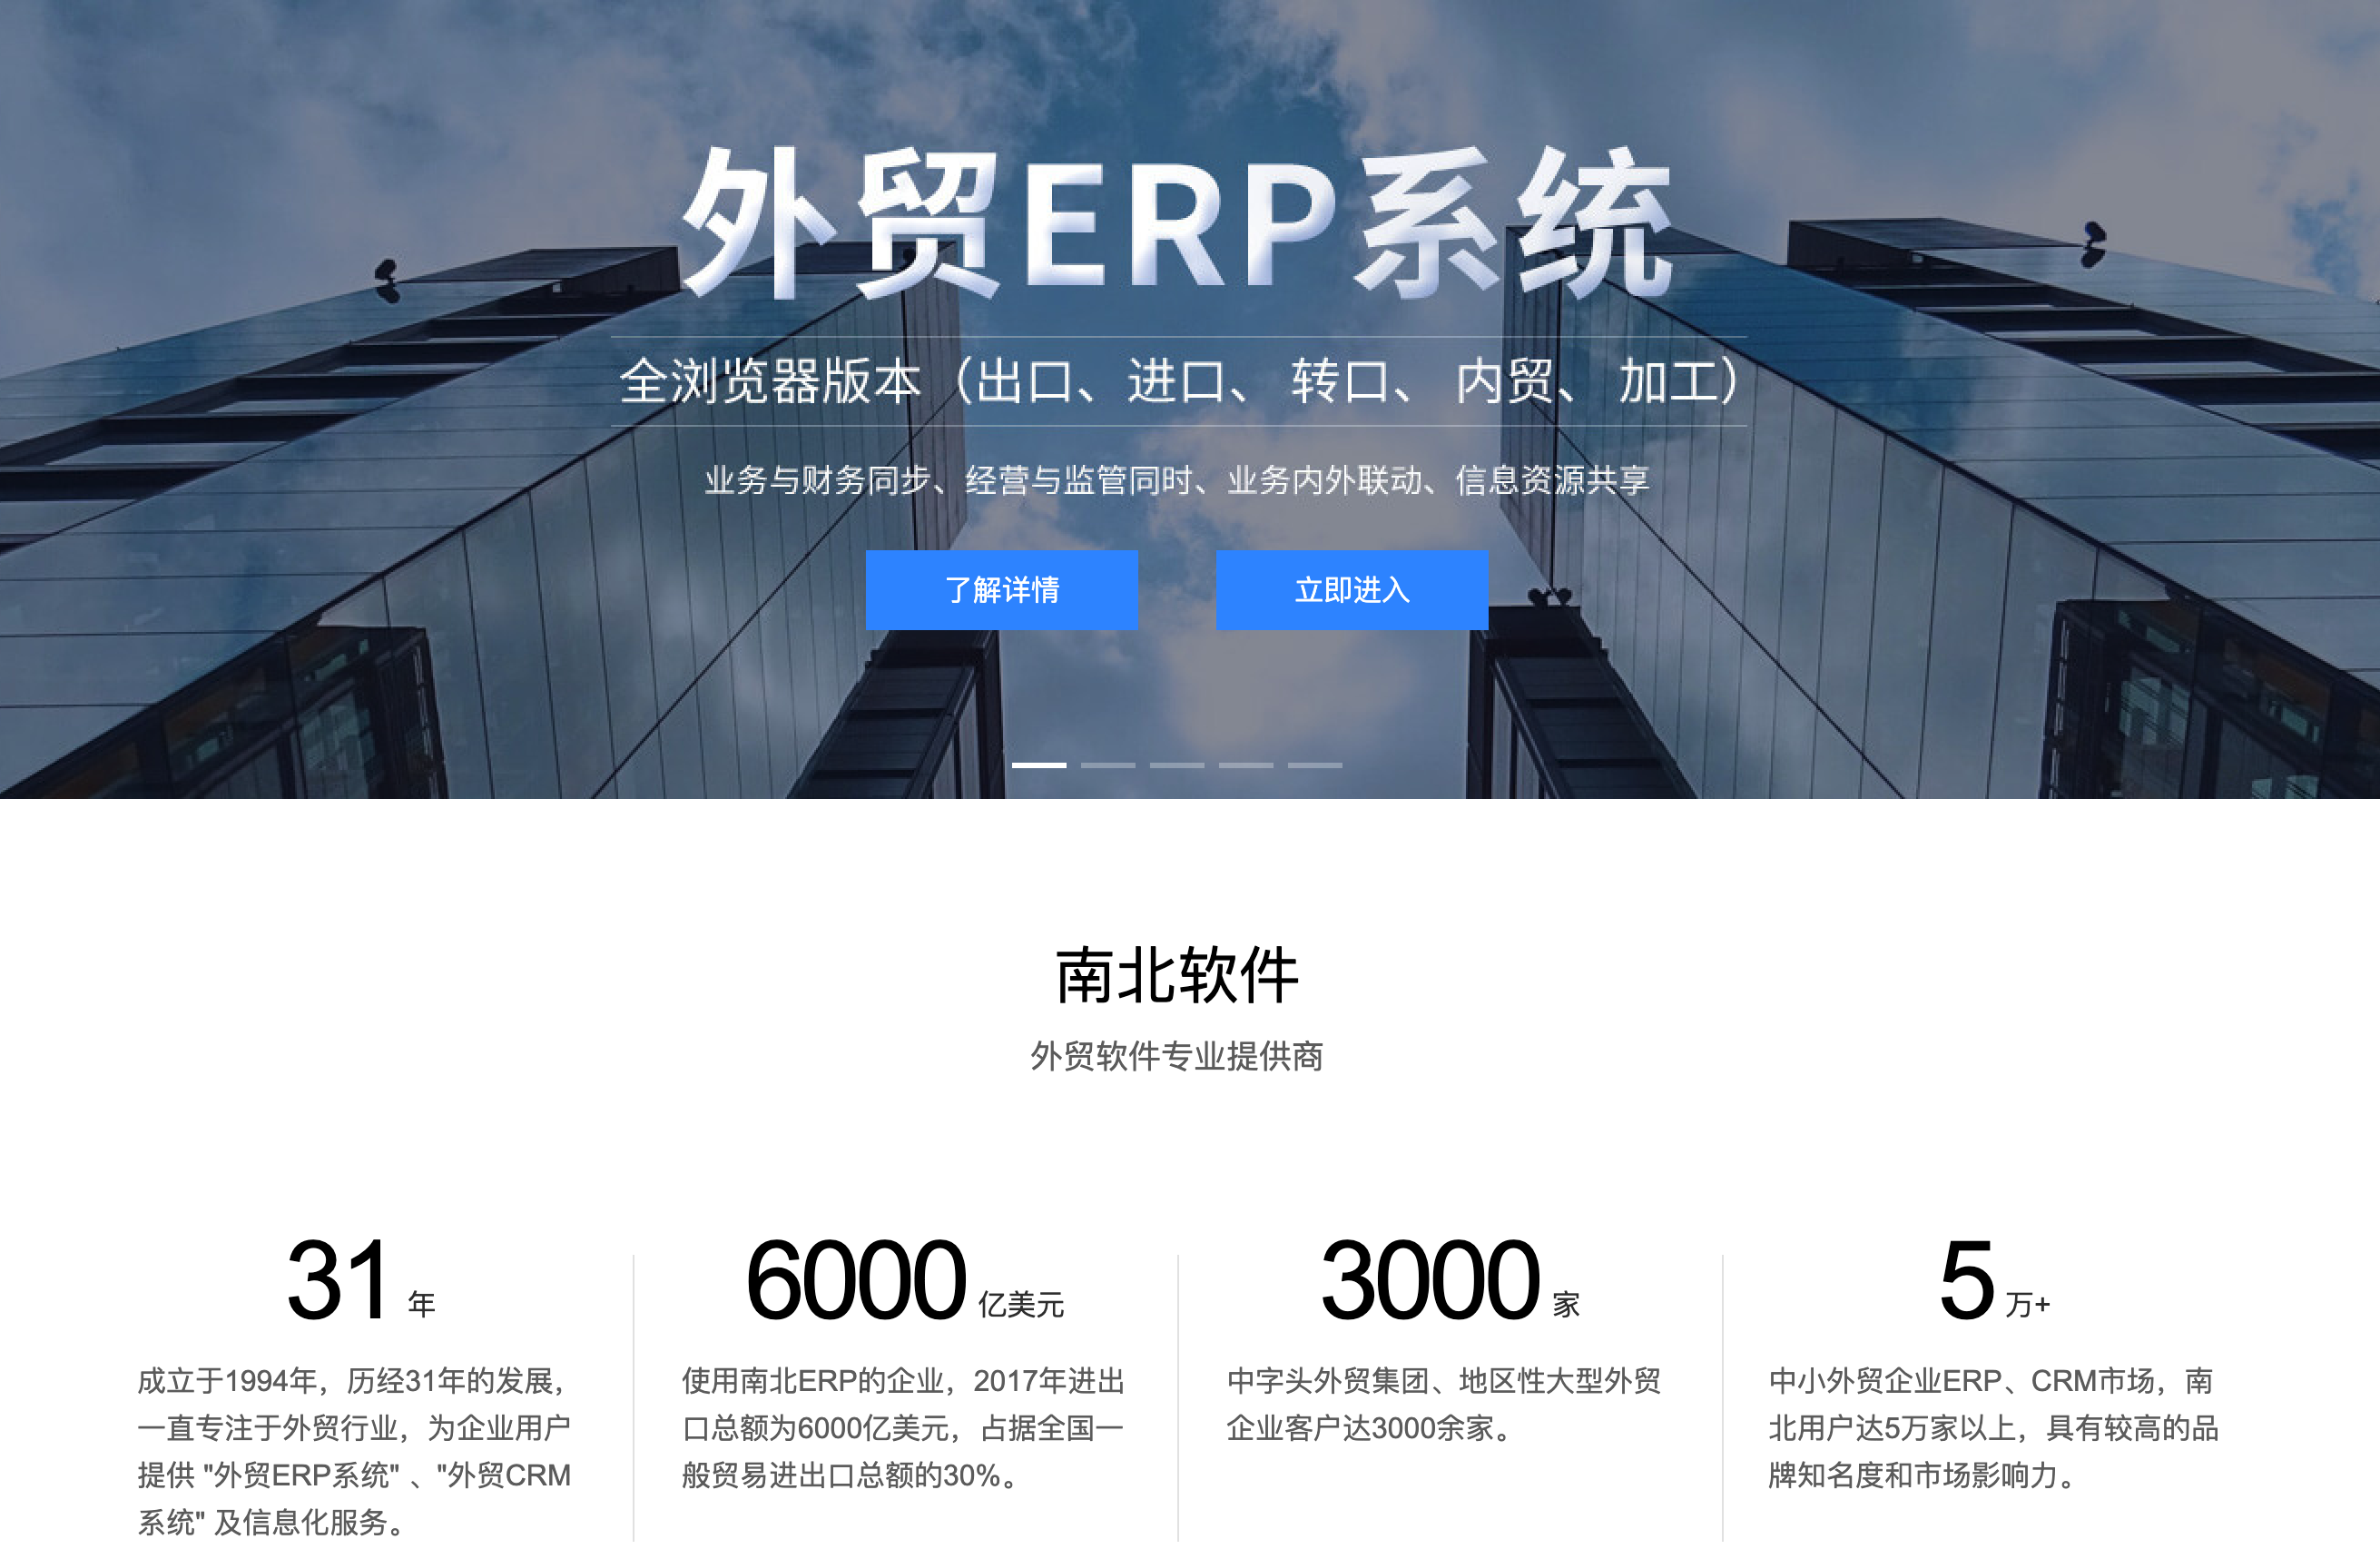 外贸ERP系统
全浏览器版本（出口、进口、 转口、 内贸、 加工）
业务与财务同步、经营与监管同时、业务内外联动、信息资源共享
了解详情
立即进入
南北软件
外贸软件专业提供商
31 年
成立于1994年，历经31年的发展，
一直专注于外贸行业，为企业用户
提供 "外贸ERP系统" 、"外贸CRM
系统" 及信息化服务。
6000 亿美元
使用南北ERP的企业，2017年进出
口总额为6000亿美元，占据全国一
般贸易进出口总额的30%。
3000 家
中字头外贸集团、地区性大型外贸
企业客户达3000余家。
5 万+
中小外贸企业ERP、CRM市场，南
北用户达5万家以上，具有较高的品
牌知名度和市场影响力。